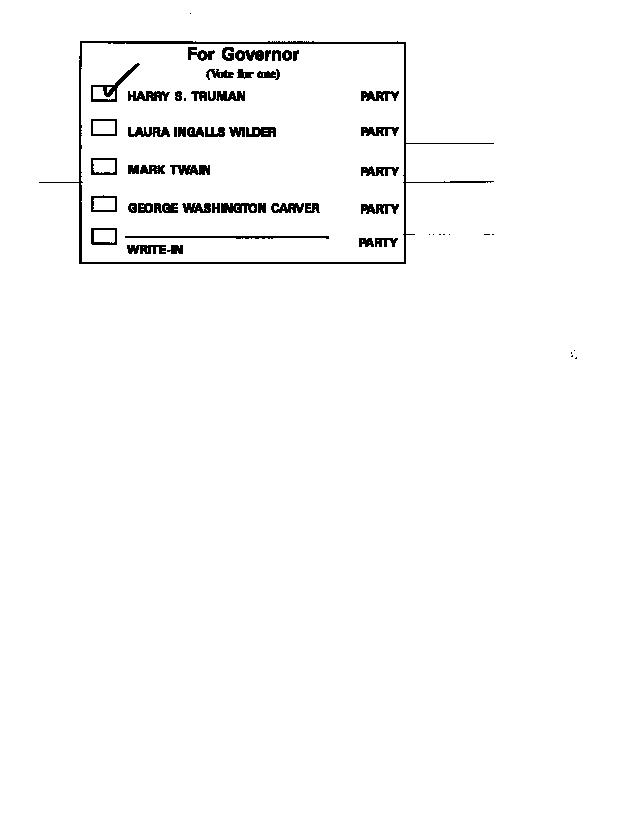 For Governor
(Vote for one)
HARRY S. TRUMAN PARTY
LAURA INGALLS WILDER PARTY
MARK TWAIN PARTY
GEORGE WASHINGTON CARVER PARTY
WRITE-IN PARTY